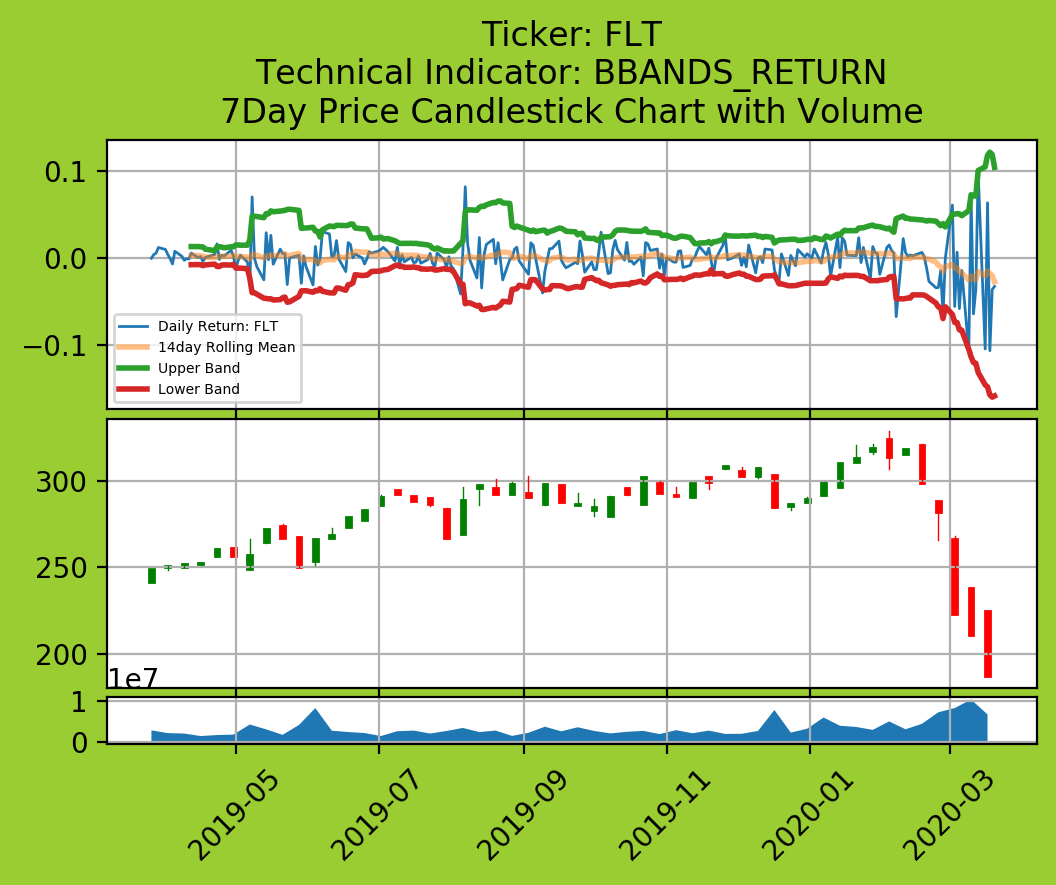 Ticker: FLT
Technical Indicator: BBANDS_RETURN
7Day Price Candlestick Chart with Volume
0.1
0.0
−0.1
Daily Return: FLT
14day Rolling Mean
Upper Band
Lower Band
300
250
200
1e7
1
0
2019-05
2019-07
2019-09
2019-11
2020-01
2020-03